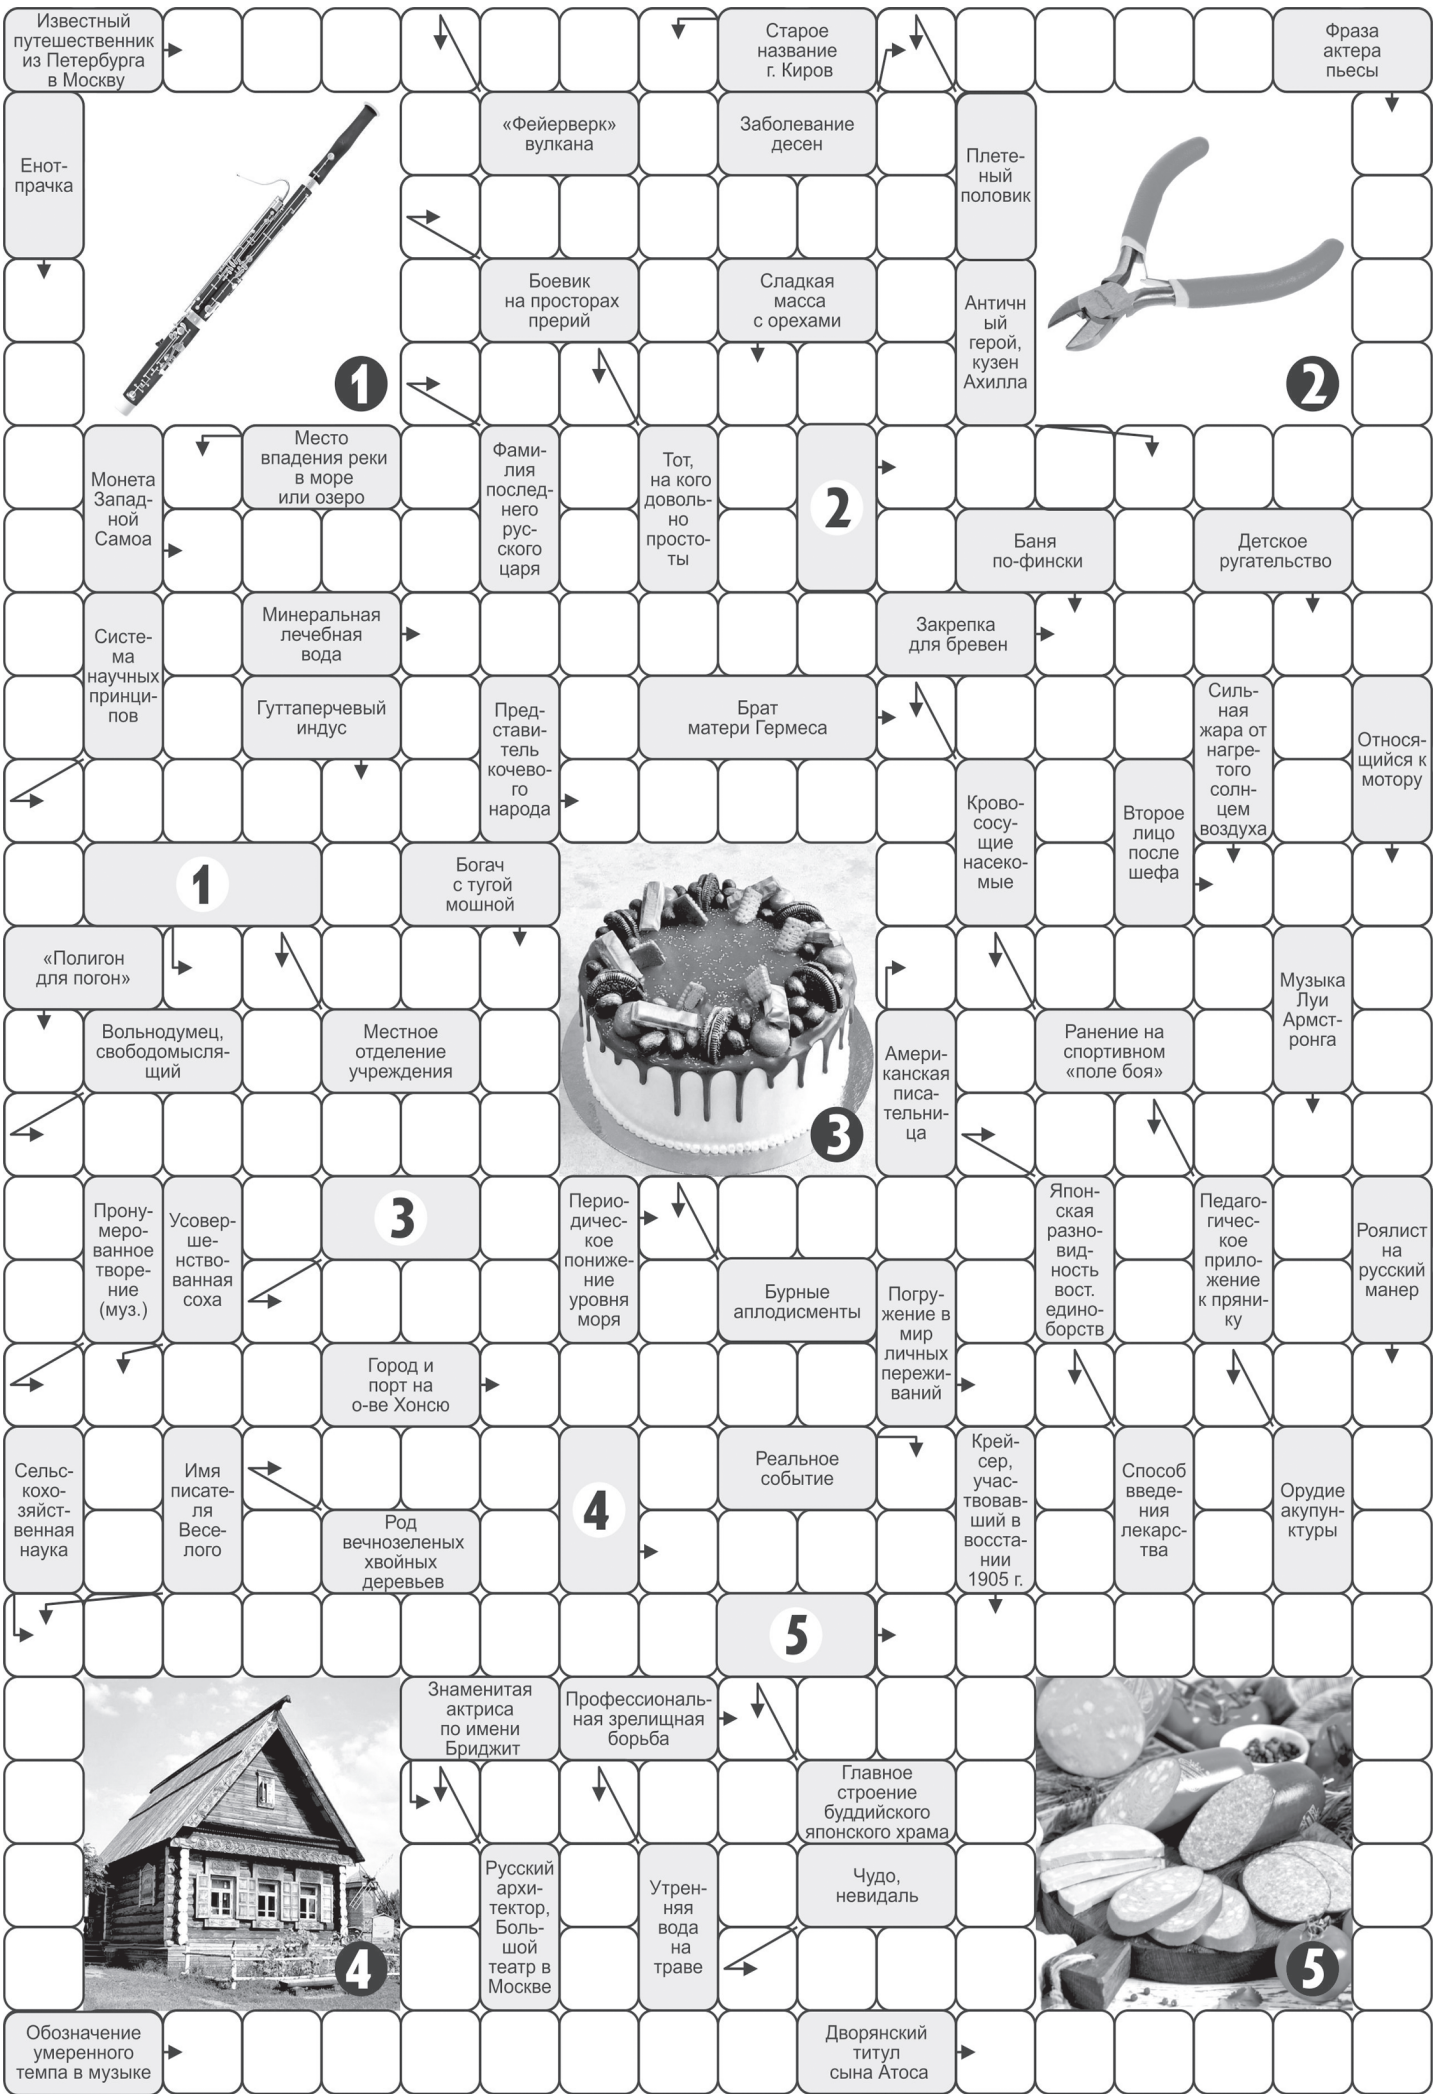 Известный
путешественник
из Петербурга
в Москву
Старое
название
г. Киров
Фраза
актера
пьесы
Енот-
прачка
«Фейерверк»
вулкана
Заболевание
десен
Плете-
ный
половик
Боевик
на просторах
прерий
Сладкая
масса
с орехами
Античн
ый
герой,
кузен
Ахилла
1
2
Монета
Запад-
ной
Самоа
Место
впадения реки
в море
или озеро
Фами-
лия
послед-
него
рус-
ского
царя
Тот,
на кого
доволь-
но
просто-
ты
2
Баня
по-фински
Детское
ругательство
Систе-
ма
научных
принци-
пов
Минеральная
лечебная
вода
Закрепка
для бревен
Гуттаперчевый
индус
Пред-
стави-
тель
кочево-
го
народа
Брат
матери Гермеса
Силь-
ная
жара от
нагре-
того
солн-
цем
воздуха
Относя-
щийся к
мотору
Крово-
сосу-
щие
насеко-
мые
Второе
лицо
после
шефа
1
Богач
с тугой
мошной
«Полигон
для погон»
Музыка
Луи
Армст-
ронга
Вольнодумец,
свободомысля-
щий
Местное
отделение
учреждения
Амери-
канская
писа-
тельни-
ца
Ранение на
спортивном
«поле боя»
3
Прону-
меро-
ванное
творе-
ние
(муз.)
Усовер-
ше-
нство-
ванная
соха
3
Перио-
дичес-
кое
пониже-
ние
уровня
моря
Япон-
ская
разно-
вид-
ность
вост.
едино-
борств
Педаго-
гичес-
кое
прило-
жение
к пряни-
ку
Роялист
на
русский
манер
Бурные
аплодисменты
Погру-
жение в
мир
личных
пережи-
ваний
Город и
порт на
о-ве Хонсю
Сельс-
кохо-
зяйст-
венная
наука
Имя
писате-
ля
Весе-
лого
4
Реальное
событие
Крей-
сер,
учас-
твовав-
ший в
восста-
нии
1905 г.
Способ
введе-
ния
лекарс-
тва
Орудие
акупун-
ктуры
Род
вечнозеленых
хвойных
деревьев
5
Знаменитая
актриса
по имени
Бриджит
Профессиональ-
ная зрелищная
борьба
Главное
строение
буддийского
японского храма
Русский
архи-
тектор,
Боль-
шой
театр в
Москве
Утрен-
няя
вода
на
траве
Чудо,
невидаль
4
5
Обозначение
умеренного
темпа в музыке
Дворянский
титул
сына Атоса